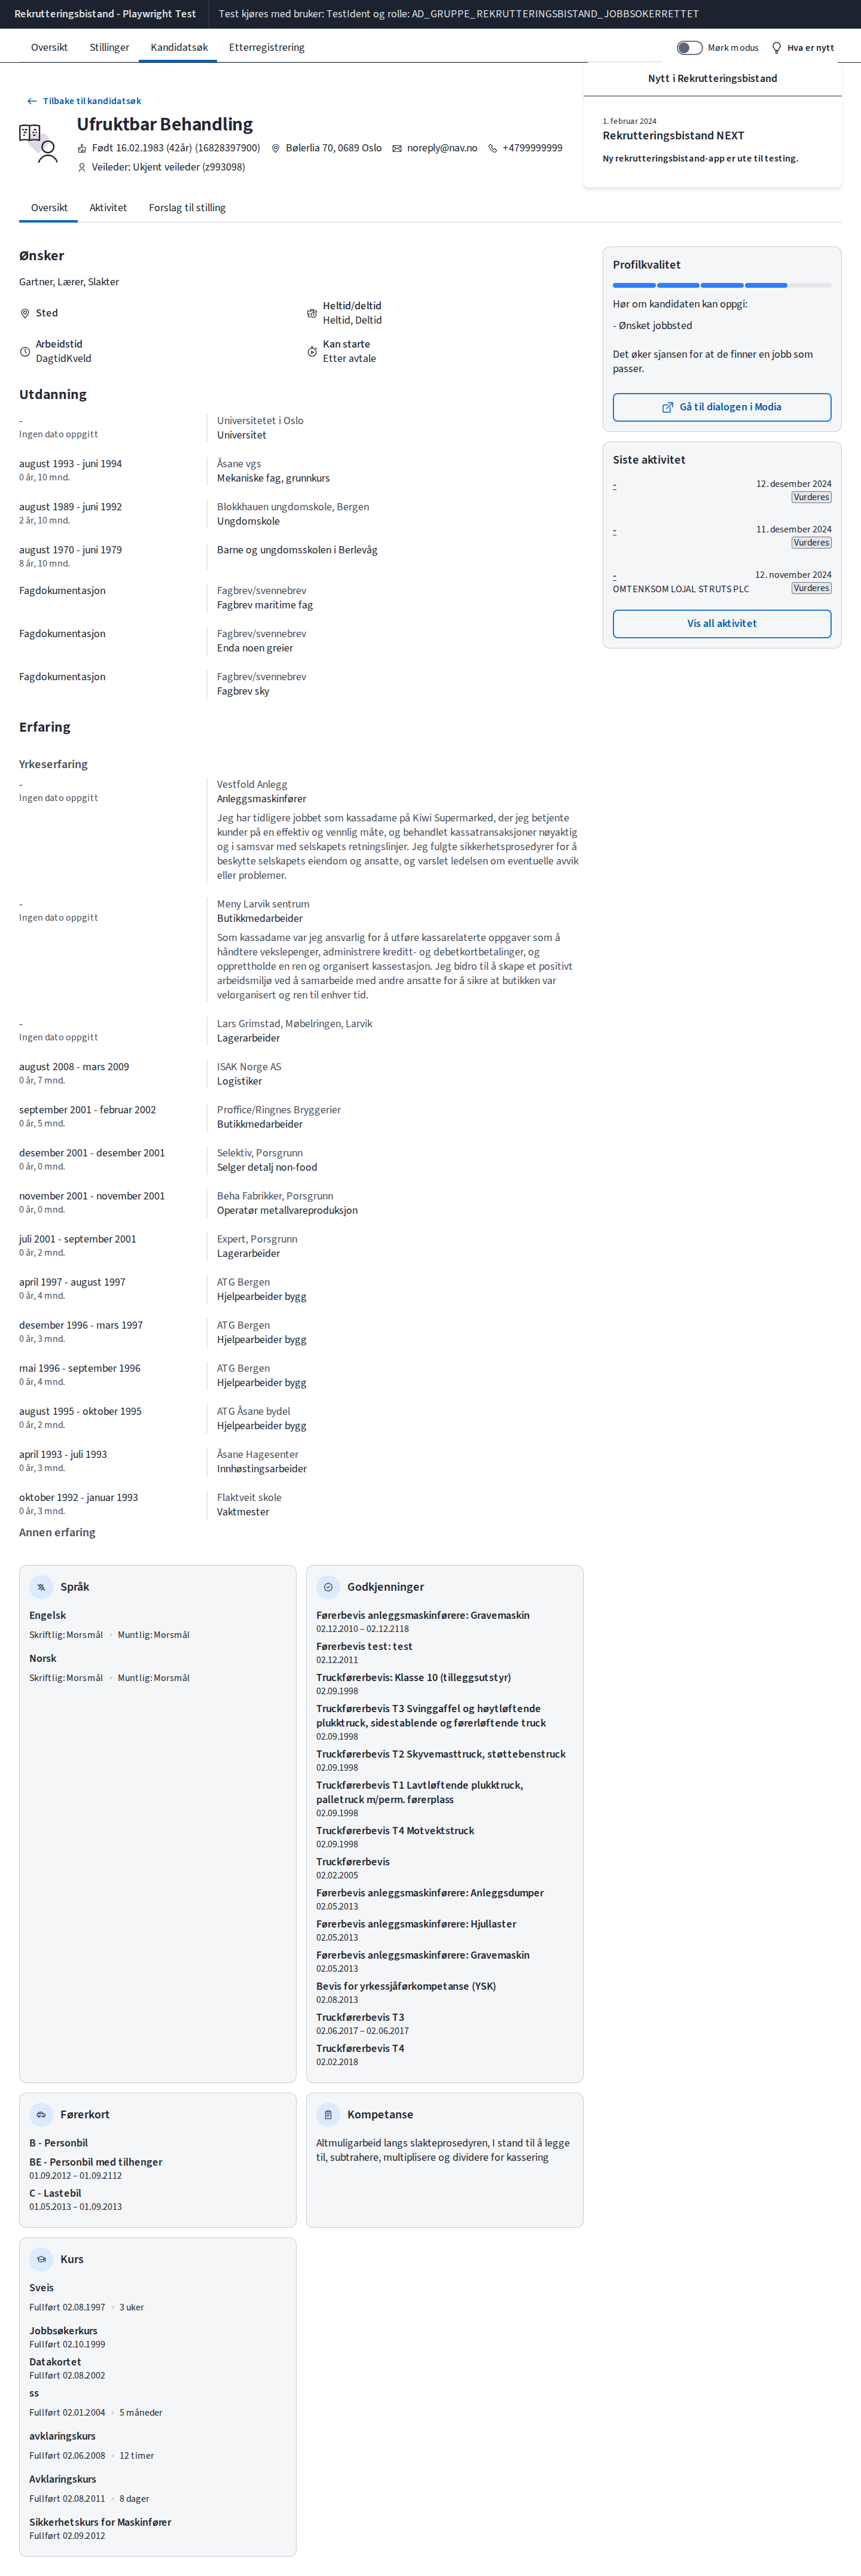 Rekrutteringsbistand - Playwright Test
Test kjøres med bruker: TestIdent og rolle: AD_GRUPPE_REKRUTTERINGSBISTAND_JOBBSOKERRETTET
Oversikt
Stillinger
Kandidatsøk
Etterregistrering
Mørk modus
Hva er nytt
Nytt i Rekrutteringsbistand
1. februar 2024
Rekrutteringsbistand NEXT
Ny rekrutteringsbistand-app er ute til testing.
Tilbake til kandidatsøk
Ufruktbar Behandling
Født 16.02.1983 (42år) (16828397900)
Bølerlia 70, 0689 Oslo
noreply@nav.no
+4799999999
Veileder: Ukjent veileder (z993098)
Oversikt
Aktivitet
Forslag til stilling
Ønsker
Gartner, Lærer, Slakter
Sted
Heltid/deltid
Heltid, Deltid
Arbeidstid
DagtidKveld
Kan starte
Etter avtale
Utdanning
-
Ingen dato oppgitt
Universitetet i Oslo
Universitet
august 1993 - juni 1994
0 år, 10 mnd.
Åsane vgs
Mekaniske fag, grunnkurs
august 1989 - juni 1992
2 år, 10 mnd.
Blokkhauen ungdomskole, Bergen
Ungdomskole
august 1970 - juni 1979
8 år, 10 mnd.
Barne og ungdomsskolen i Berlevåg
Fagdokumentasjon
Fagbrev/svennebrev
Fagbrev maritime fag
Fagdokumentasjon
Fagbrev/svennebrev
Enda noen greier
Fagdokumentasjon
Fagbrev/svennebrev
Fagbrev sky
Erfaring
Yrkeserfaring
-
Ingen dato oppgitt
Vestfold Anlegg
Anleggsmaskinfører
Jeg har tidligere jobbet som kassadame på Kiwi Supermarked, der jeg betjente
kunder på en effektiv og vennlig måte, og behandlet kassatransaksjoner nøyaktig
og i samsvar med selskapets retningslinjer. Jeg fulgte sikkerhetsprosedyrer for å
beskytte selskapets eiendom og ansatte, og varslet ledelsen om eventuelle avvik
eller problemer.
-
Ingen dato oppgitt
Meny Larvik sentrum
Butikkmedarbeider
Som kassadame var jeg ansvarlig for å utføre kassarelaterte oppgaver som å
håndtere vekslepenger, administrere kreditt- og debetkortbetalinger, og
opprettholde en ren og organisert kassestasjon. Jeg bidro til å skape et positivt
arbeidsmiljø ved å samarbeide med andre ansatte for å sikre at butikken var
velorganisert og ren til enhver tid.
-
Ingen dato oppgitt
Lars Grimstad, Møbelringen, Larvik
Lagerarbeider
august 2008 - mars 2009
0 år, 7 mnd.
ISAK Norge AS
Logistiker
september 2001 - februar 2002
0 år, 5 mnd.
Proffice/Ringnes Bryggerier
Butikkmedarbeider
desember 2001 - desember 2001
0 år, 0 mnd.
Selektiv, Porsgrunn
Selger detalj non-food
november 2001 - november 2001
0 år, 0 mnd.
Beha Fabrikker, Porsgrunn
Operatør metallvareproduksjon
juli 2001 - september 2001
0 år, 2 mnd.
Expert, Porsgrunn
Lagerarbeider
april 1997 - august 1997
0 år, 4 mnd.
ATG Bergen
Hjelpearbeider bygg
desember 1996 - mars 1997
0 år, 3 mnd.
ATG Bergen
Hjelpearbeider bygg
mai 1996 - september 1996
0 år, 4 mnd.
ATG Bergen
Hjelpearbeider bygg
august 1995 - oktober 1995
0 år, 2 mnd.
ATG Åsane bydel
Hjelpearbeider bygg
april 1993 - juli 1993
0 år, 3 mnd.
Åsane Hagesenter
Innhøstingsarbeider
oktober 1992 - januar 1993
0 år, 3 mnd.
Flaktveit skole
Vaktmester
Annen erfaring
Språk
Engelsk
Skriftlig: Morsmål • Muntlig: Morsmål
Norsk
Skriftlig: Morsmål • Muntlig: Morsmål
Godkjenninger
Førerbevis anleggsmaskinførere: Gravemaskin
02.12.2010 – 02.12.2118
Førerbevis test: test
02.12.2011
Truckførerbevis: Klasse 10 (tilleggsutstyr)
02.09.1998
Truckførerbevis T3 Svinggaffel og høytløftende
plukktruck, sidestablende og førerløftende truck
02.09.1998
Truckførerbevis T2 Skyvemasttruck, støttebenstruck
02.09.1998
Truckførerbevis T1 Lavtløftende plukktruck,
palletruck m/perm. førerplass
02.09.1998
Truckførerbevis T4 Motvektstruck
02.09.1998
Truckførerbevis
02.02.2005
Førerbevis anleggsmaskinførere: Anleggsdumper
02.05.2013
Førerbevis anleggsmaskinførere: Hjullaster
02.05.2013
Førerbevis anleggsmaskinførere: Gravemaskin
02.05.2013
Bevis for yrkessjåførkompetanse (YSK)
02.08.2013
Truckførerbevis T3
02.06.2017 – 02.06.2017
Truckførerbevis T4
02.02.2018
Førerkort
B - Personbil
BE - Personbil med tilhenger
01.09.2012 – 01.09.2112
C - Lastebil
01.05.2013 – 01.09.2013
Kompetanse
Altmuligarbeid langs slakteprosedyren, I stand til å legge
til, subtrahere, multiplisere og dividere for kassering
Kurs
Sveis
Fullført 02.08.1997 • 3 uker
Jobbsøkerkurs
Fullført 02.10.1999
Datakortet
Fullført 02.08.2002
ss
Fullført 02.01.2004 • 5 måneder
avklaringskurs
Fullført 02.06.2008 • 12 timer
Avklaringskurs
Fullført 02.08.2011 • 8 dager
Sikkerhetskurs for Maskinfører
Fullført 02.09.2012
Profilkvalitet
Hør om kandidaten kan oppgi:
- Ønsket jobbsted
Det øker sjansen for at de finner en jobb som
passer.
Gå til dialogen i Modia
Siste aktivitet
-
12. desember 2024
Vurderes
-
11. desember 2024
Vurderes
-
12. november 2024
OMTENKSOM LOJAL STRUTS PLC
Vurderes
Vis all aktivitet